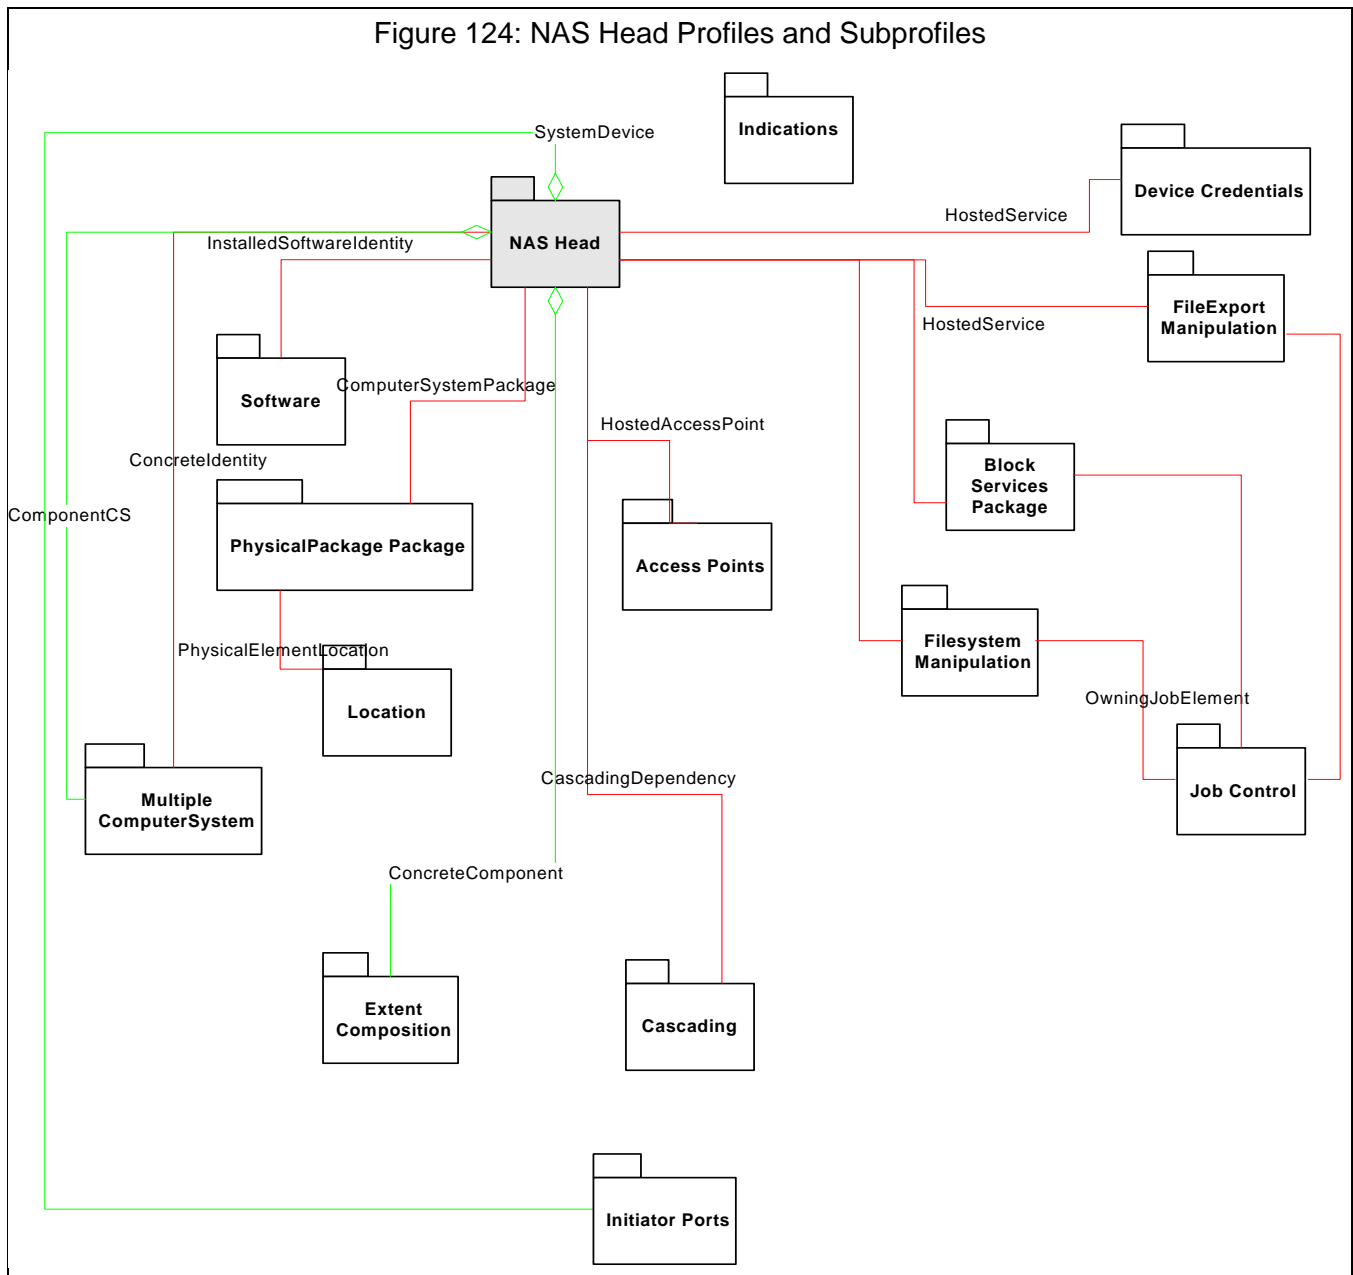 Figure 124: NAS Head Profiles and Subprofiles
Indications
SystemDevice
Device Credentials
HostedService
InstalledSoftwareIdentity
NAS Head
FileExport
Manipulation
HostedService
Software
ComputerSystemPackage
HostedAccessPoint
ConcreteIdentity
Block
Services
Package
ComponentCS
PhysicalPackage Package
Access Points
PhysicalElementLocation
Filesystem
Manipulation
Location
OwningJobElement
CascadingDependency
Multiple
ComputerSystem
Job Control
ConcreteComponent
Extent
Composition
Cascading
Initiator Ports